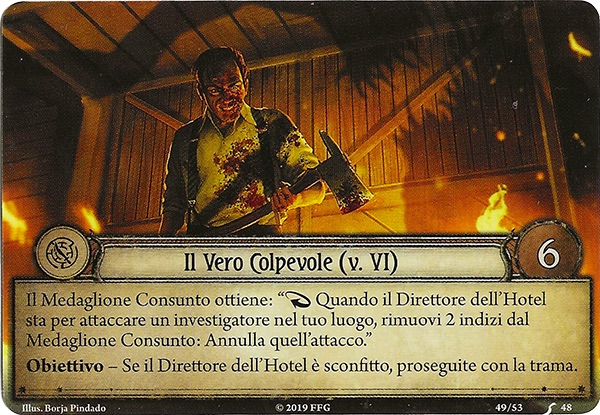 Il Vero Colpevole (v. VI)
6
Il Medaglione Consunto ottiene: “ Quando il Direttore dell’Hotel
sta per attaccare un investigatore nel tuo luogo, rimuovi 2 indizi dal
Medaglione Consunto: Annulla quell’attacco.”
Obiettivo – Se il Direttore dell’Hotel è sconfitto, proseguite con la trama.
Illus. Borja Pindado © 2019 FFG 49/53 48